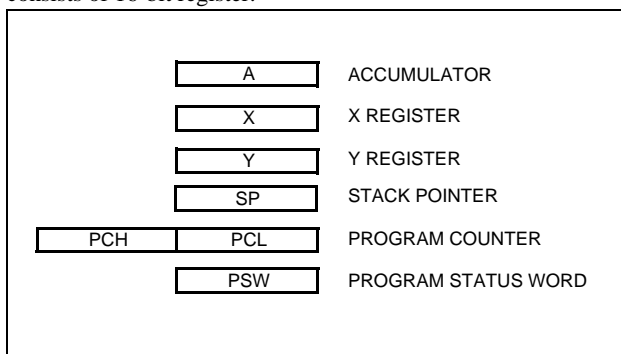 consists of 16-bit register.
A ACCUMULATOR
X X REGISTER
Y Y REGISTER
SP STACK POINTER
PCH PCL PROGRAM COUNTER
PSW PROGRAM STATUS WORD